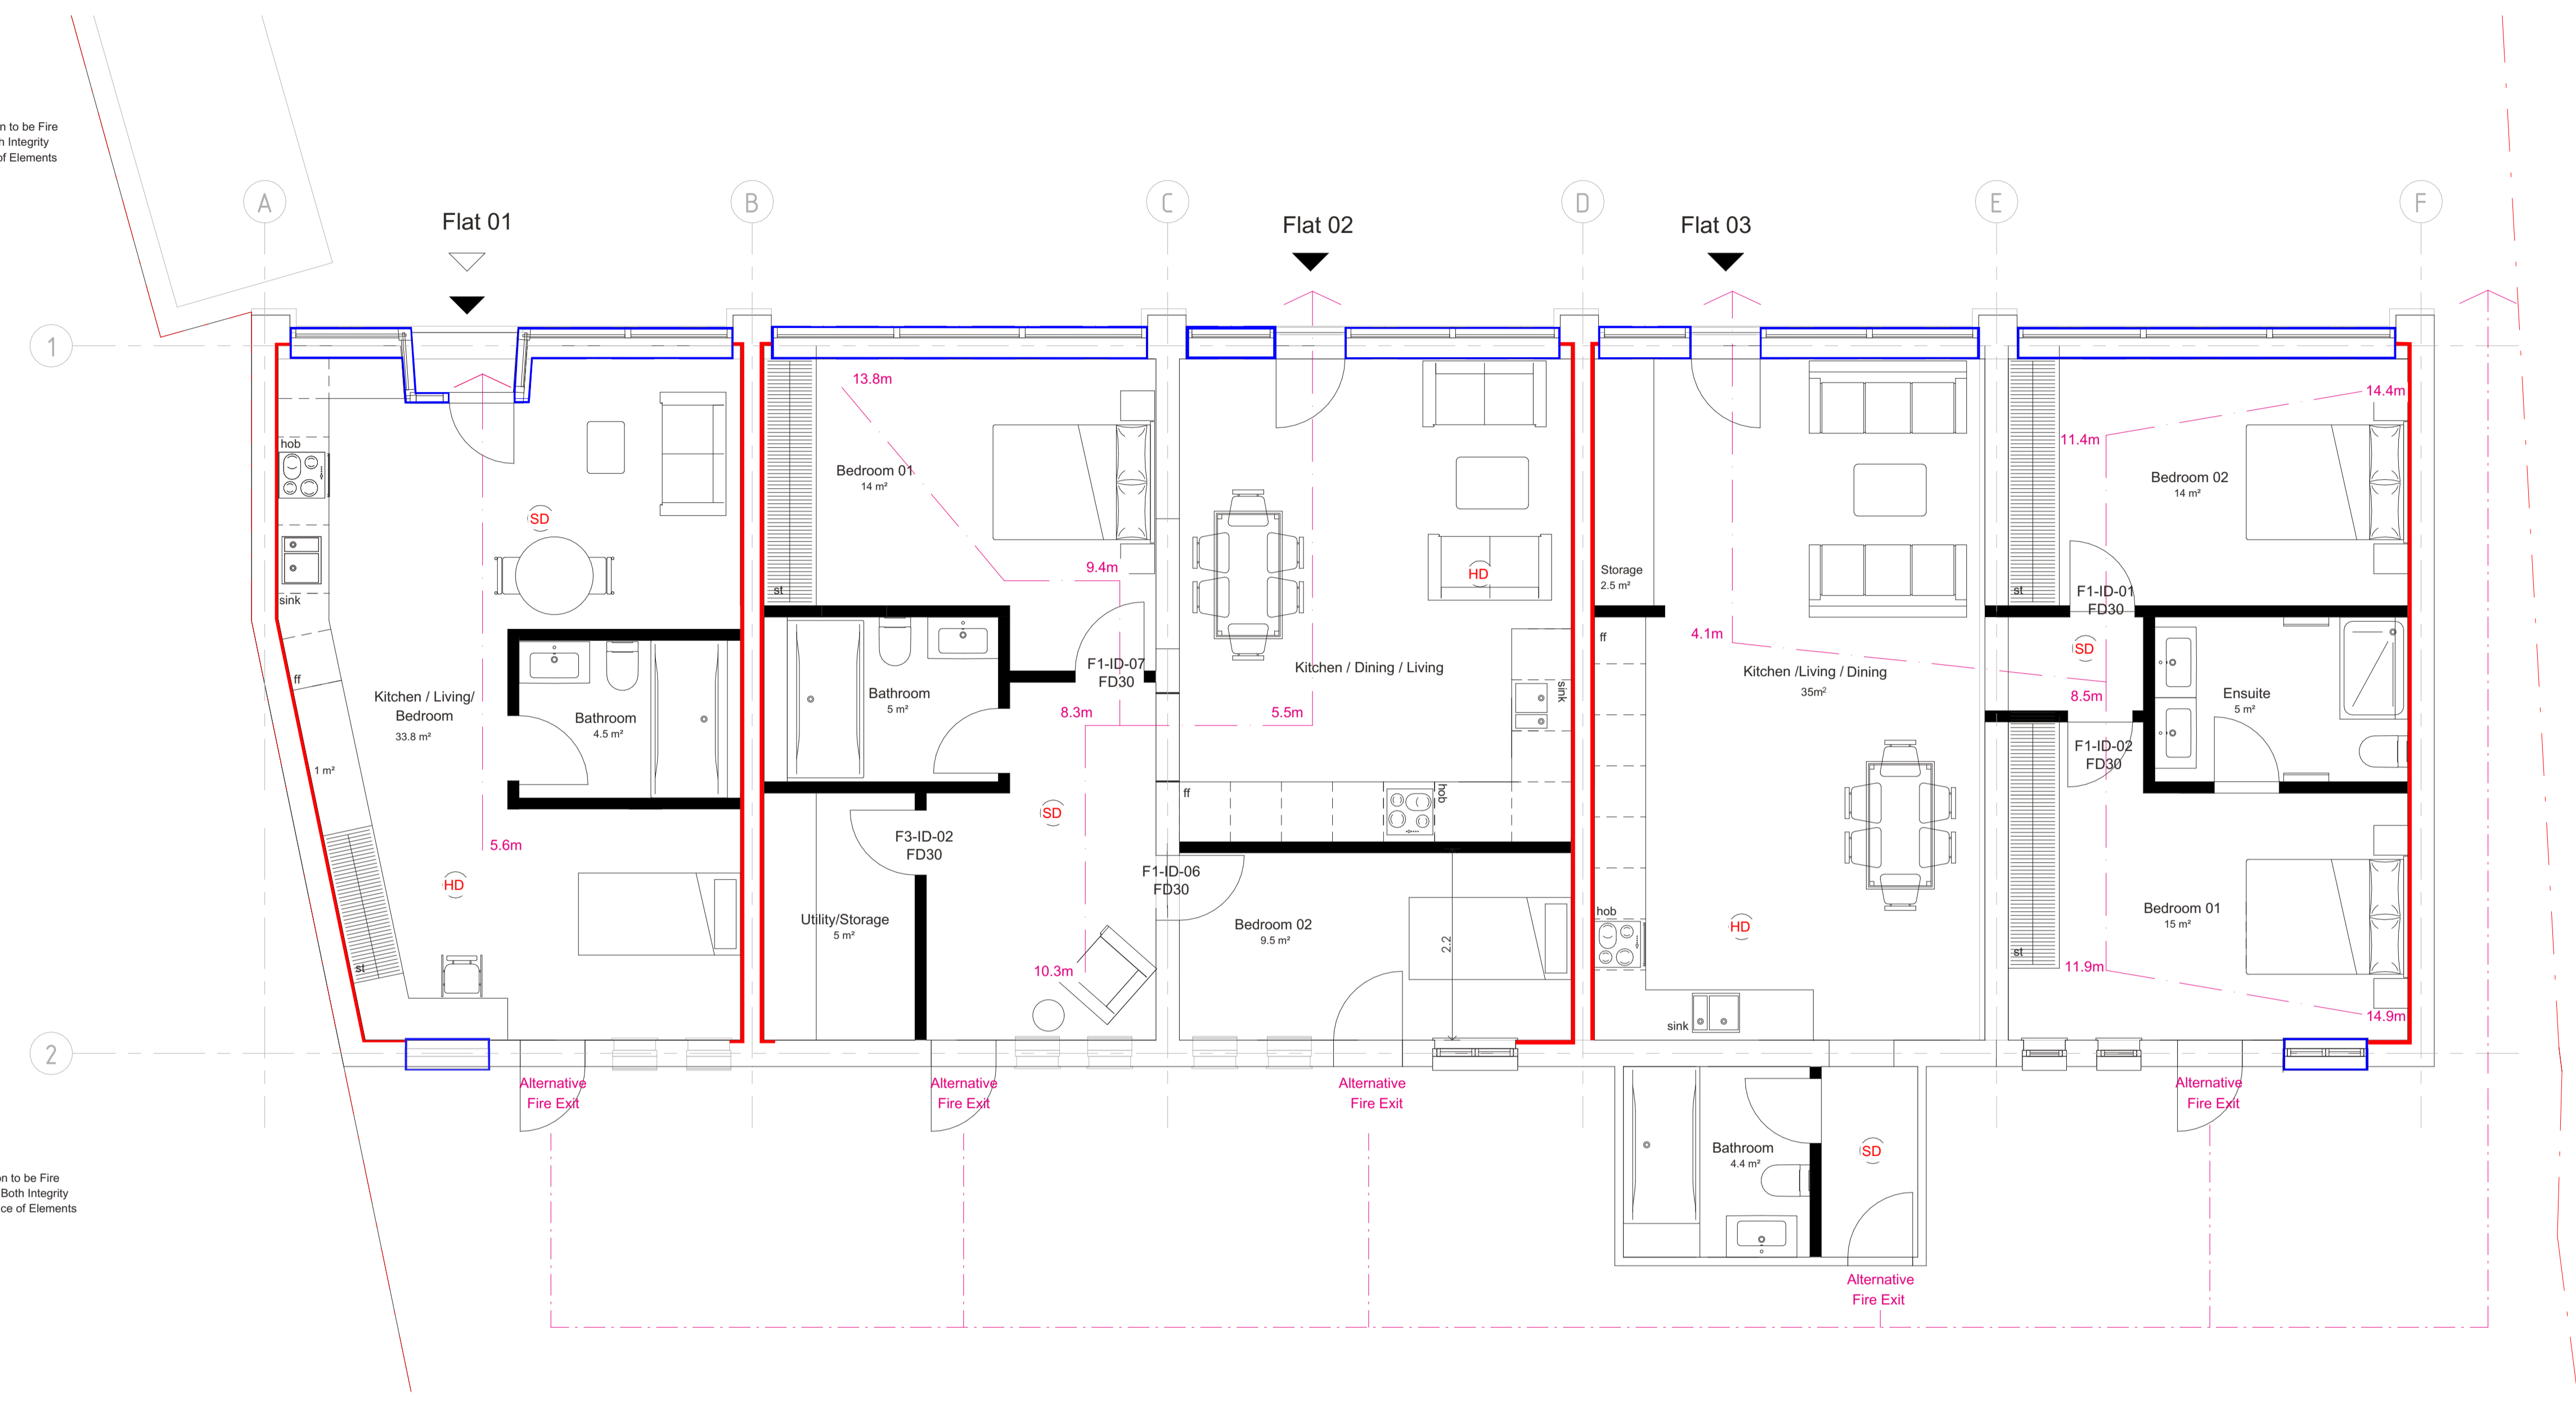 n to be Fire
h Integrity
of Elements
A
B
C
D
E
F
Flat 01
Flat 02
Flat 03
1
2
hob
sink
ff
Kitchen / Living/
Bedroom
33.8 m²
1 m²
st
SD
HD
5.6m
Bathroom
4.5 m²
Alternative
Fire Exit
13.8m
Bedroom 01
14 m²
9.4m
st
F1-ID-07
FD30
Bathroom
5 m²
8.3m
5.5m
SD
F3-ID-02
FD30
Utility/Storage
5 m²
10.3m
F1-ID-06
FD30
Alternative
Fire Exit
HD
Kitchen / Dining / Living
sink
ff
hob
Bedroom 02
9.5 m²
2.2
Alternative
Fire Exit
Storage
2.5 m²
ff
4.1m
Kitchen /Living / Dining
35m²
hob
HD
sink
Bathroom
4.4 m²
SD
Alternative
Fire Exit
14.4m
11.4m
Bedroom 02
14 m²
st
F1-ID-01
FD30
SD
8.5m
Ensuite
5 m²
F1-ID-02
FD30
Bedroom 01
15 m²
st
11.9m
14.9m
Alternative
Fire Exit
on to be Fire
Both Integrity
ce of Elements